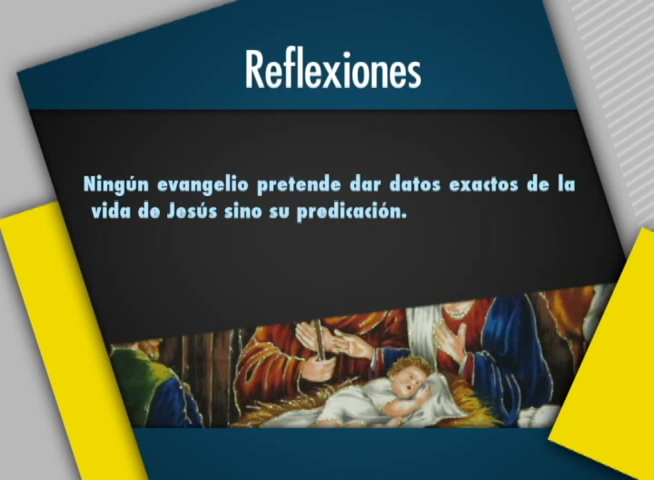 Reflexiones
Ningún evangelio pretende dar datos exactos de la
vida de Jesús sino su predicación.